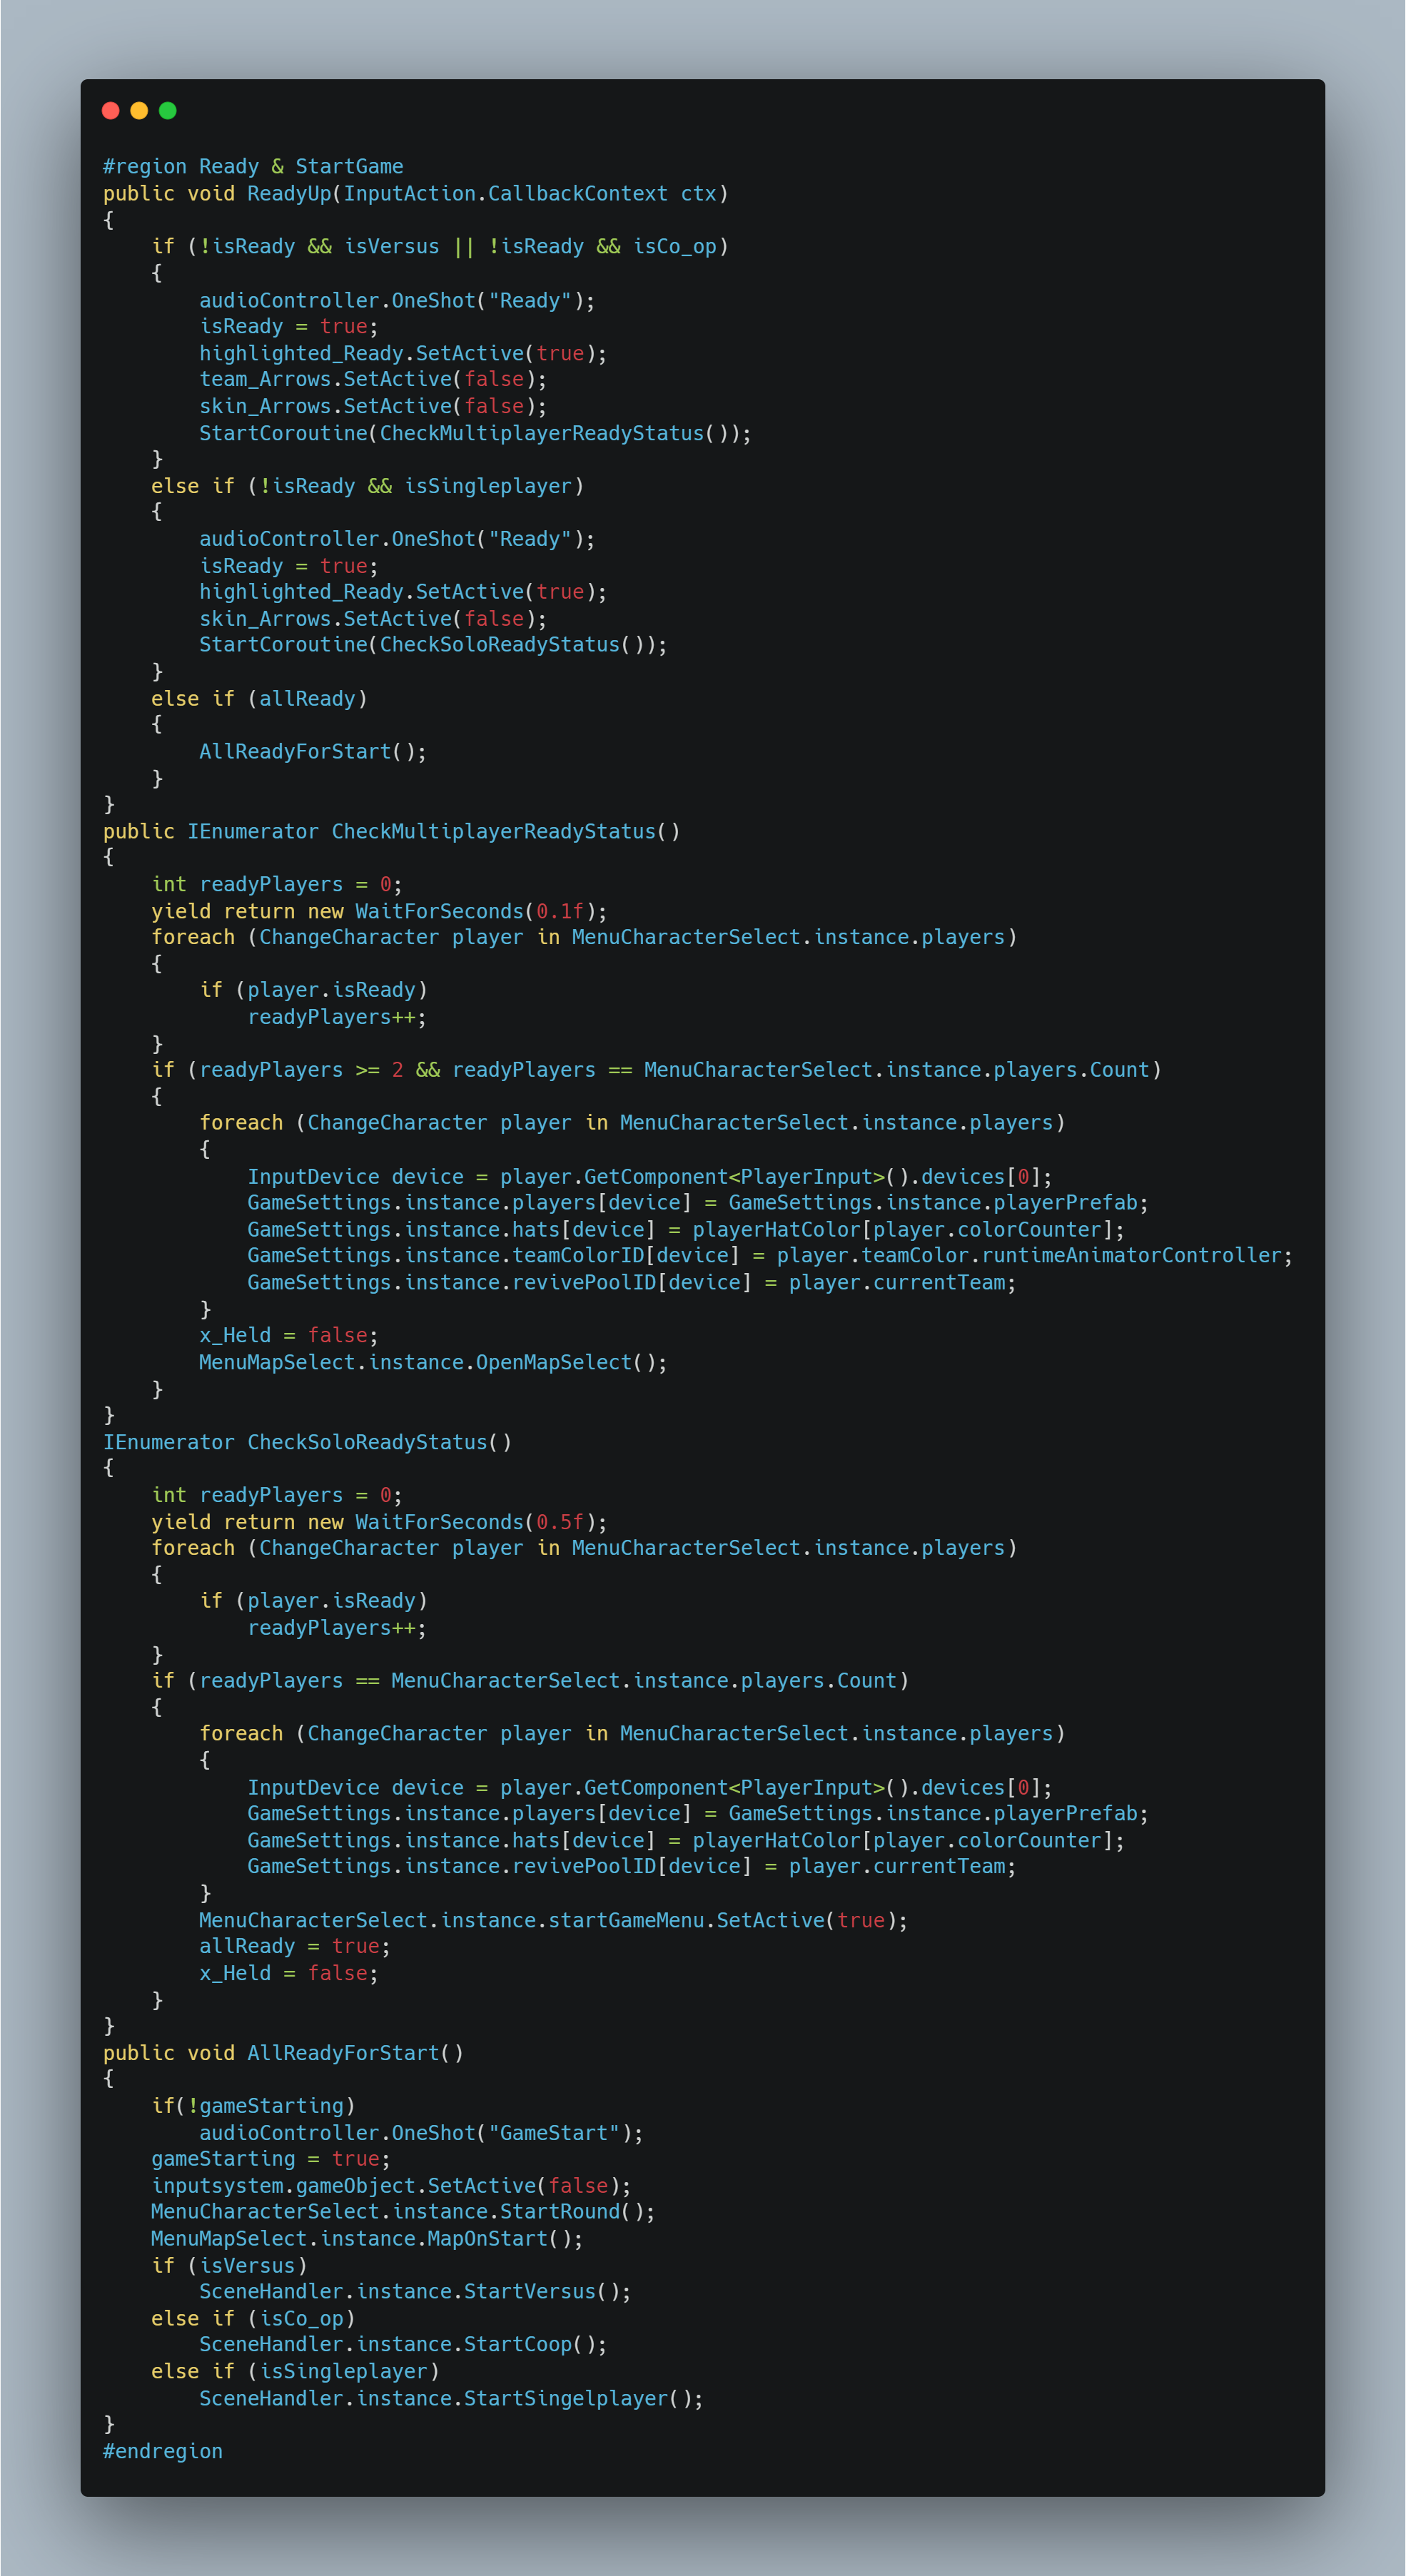 #region Ready & StartGame
public void ReadyUp(InputAction.CallbackContext ctx)
{
    if (!isReady && isVersus || !isReady && isCo_op)
    {
        audioController.OneShot("Ready");
        isReady = true;
        highlighted_Ready.SetActive(true);
        team_Arrows.SetActive(false);
        skin_Arrows.SetActive(false);
        StartCoroutine(CheckMultiplayerReadyStatus());
    }
    else if (!isReady && isSingleplayer)
    {
        audioController.OneShot("Ready");
        isReady = true;
        highlighted_Ready.SetActive(true);
        skin_Arrows.SetActive(false);
        StartCoroutine(CheckSoloReadyStatus());
    }
    else if (allReady)
    {
        AllReadyForStart();
    }
}
public IEnumerator CheckMultiplayerReadyStatus()
{
    int readyPlayers = 0;
    yield return new WaitForSeconds(0.1f);
    foreach (ChangeCharacter player in MenuCharacterSelect.instance.players)
    {
        if (player.isReady)
            readyPlayers++;
    }
    if (readyPlayers >= 2 && readyPlayers == MenuCharacterSelect.instance.players.Count)
    {
        foreach (ChangeCharacter player in MenuCharacterSelect.instance.players)
        {
            InputDevice device = player.GetComponent<PlayerInput>().devices[0];
            GameSettings.instance.players[device] = GameSettings.instance.playerPrefab;
            GameSettings.instance.hats[device] = playerHatColor[player.colorCounter];
            GameSettings.instance.teamColorID[device] = player.teamColor.runtimeAnimatorController;
            GameSettings.instance.revivePoolID[device] = player.currentTeam;
        }
        x_Held = false;
        MenuMapSelect.instance.OpenMapSelect();
    }
}
IEnumerator CheckSoloReadyStatus()
{
    int readyPlayers = 0;
    yield return new WaitForSeconds(0.5f);
    foreach (ChangeCharacter player in MenuCharacterSelect.instance.players)
    {
        if (player.isReady)
            readyPlayers++;
    }
    if (readyPlayers == MenuCharacterSelect.instance.players.Count)
    {
        foreach (ChangeCharacter player in MenuCharacterSelect.instance.players)
        {
            InputDevice device = player.GetComponent<PlayerInput>().devices[0];
            GameSettings.instance.players[device] = GameSettings.instance.playerPrefab;
            GameSettings.instance.hats[device] = playerHatColor[player.colorCounter];
            GameSettings.instance.revivePoolID[device] = player.currentTeam;
        }
        MenuCharacterSelect.instance.startGameMenu.SetActive(true);
        allReady = true;
        x_Held = false;
    }
}
public void AllReadyForStart()
{
    if(!gameStarting)
        audioController.OneShot("GameStart");
    gameStarting = true;
    inputsystem.gameObject.SetActive(false);
    MenuCharacterSelect.instance.StartRound();
    MenuMapSelect.instance.MapOnStart();
    if (isVersus)
        SceneHandler.instance.StartVersus();
    else if (isCo_op)
        SceneHandler.instance.StartCoop();
    else if (isSingleplayer)
        SceneHandler.instance.StartSingelplayer();
}
#endregion